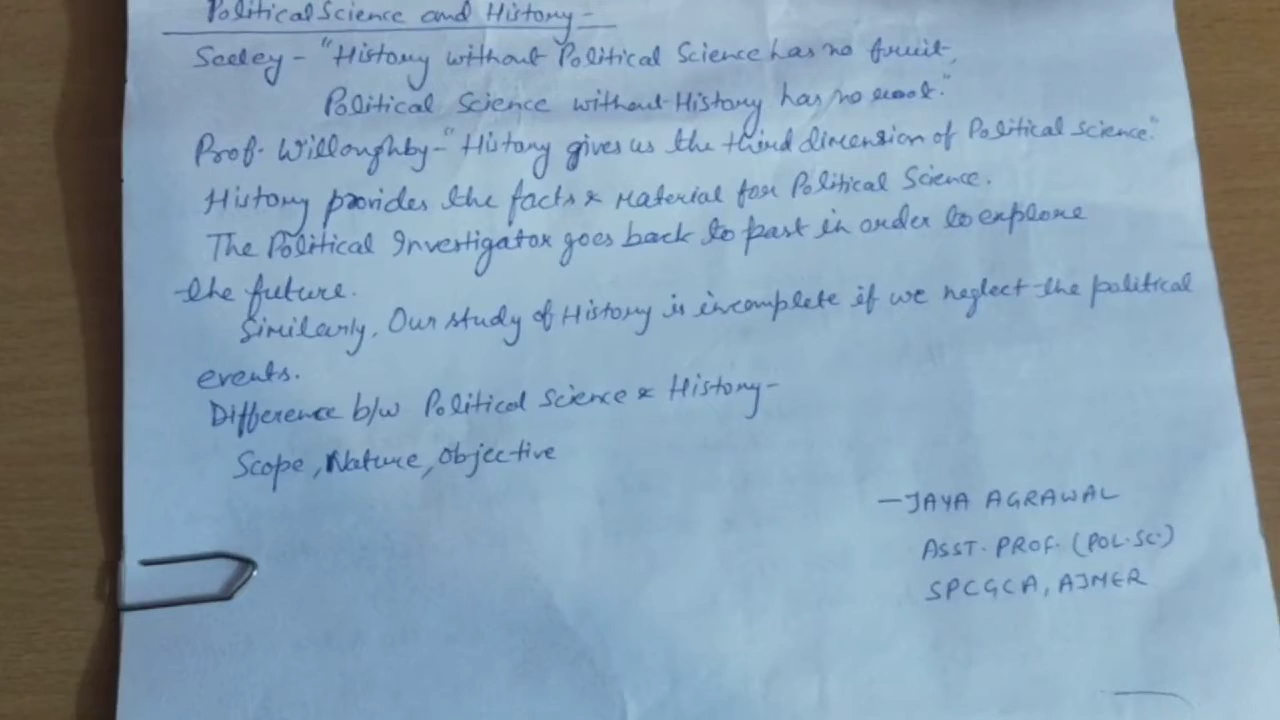 Political Science and History-
Seeley - "History without Political Science has no fruit,
Political Science without History has no root."
Prof. Willoughby - "History gives us the third dimension of Political Science."
History provides the facts & material for Political Science.
The Political Investigator goes back to past in order to explore
the future.
Similarly, Our study of History is incomplete if we neglect the political
events.
Difference b/w Political Science & History-
Scope, Nature, Objective
- JAYA AGRAWAL
ASST. PROF. (POL.SC.)
SPCGCA, AJMER